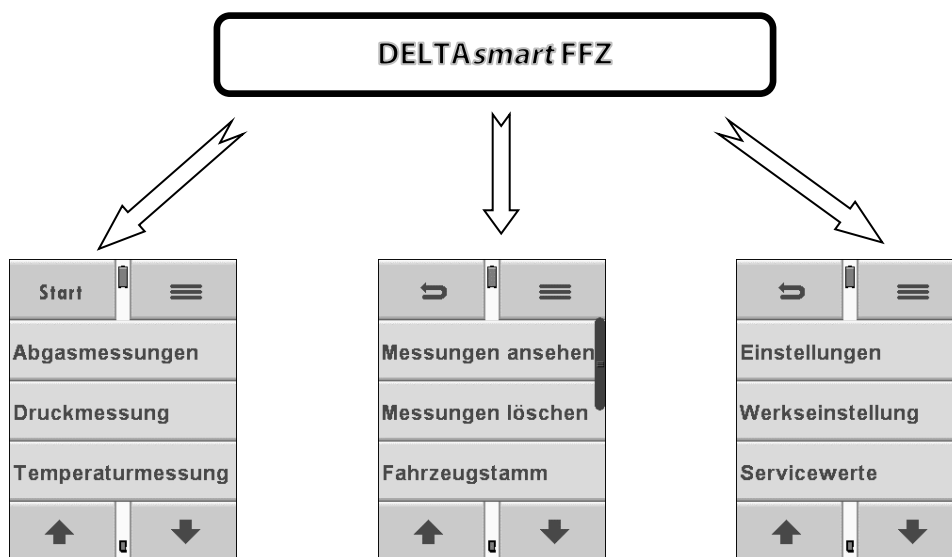 DELTAsmart FFZ
Start
Abgasmessungen
Druckmessung
Temperaturmessung
Messungen ansehen
Messungen löschen
Fahrzeugstamm
Einstellungen
Werkseinstellung
Servicewerte